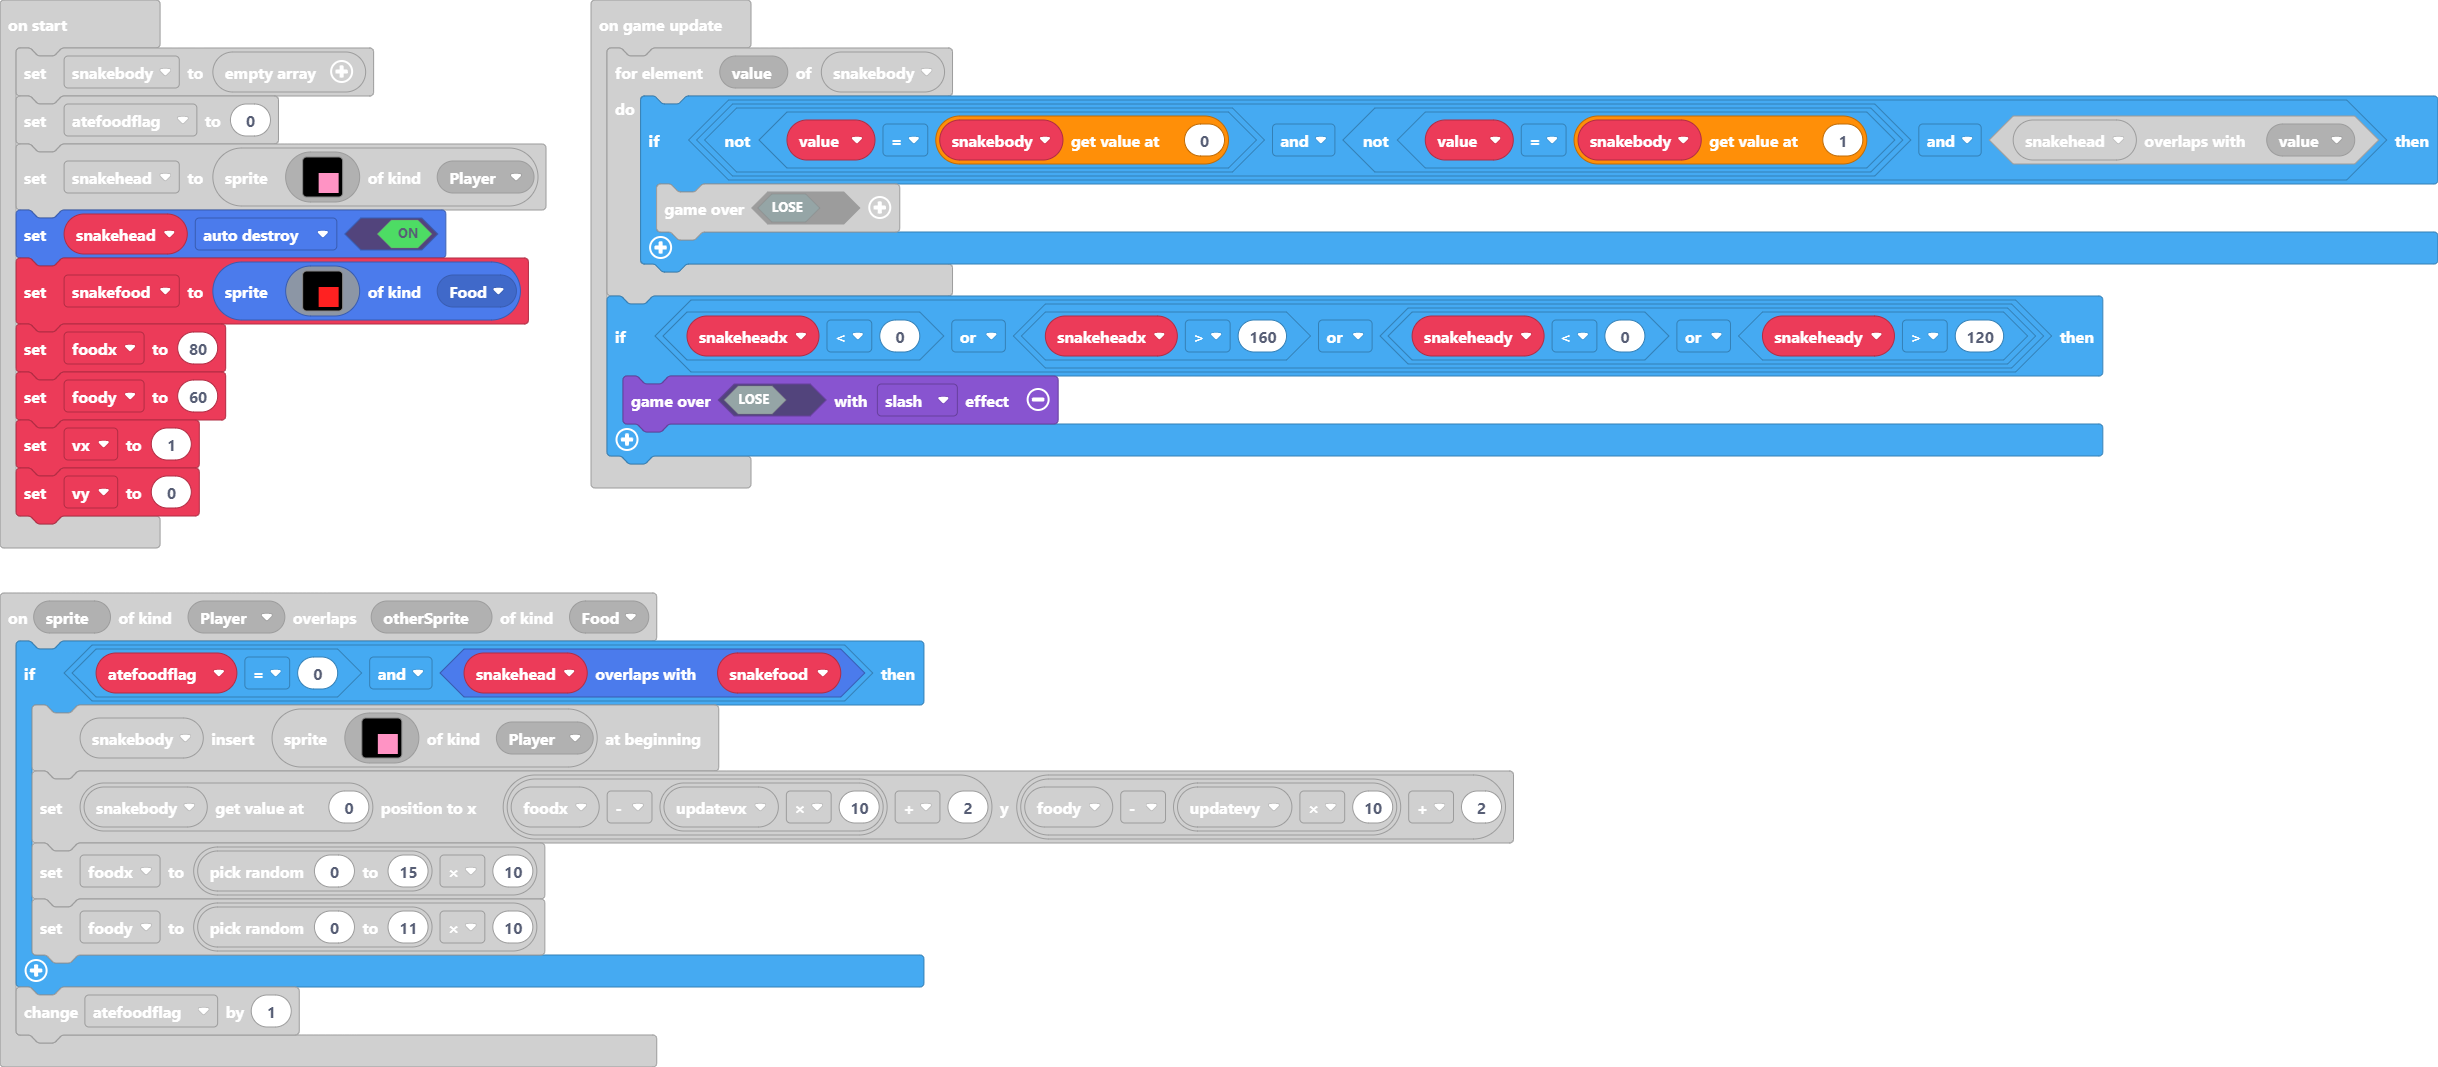 on start
set snakebody to empty array
set atefoodflag to 0
set snakehead to sprite of kind Player
set snakehead auto destroy ON
set snakefood to sprite of kind Food
set foodx to 80
set foody to 60
set vx to 1
set vy to 0
on game update
for element value of snakebody
do
if not value = snakebody get value at 0 and not value = snakebody get value at 1 and snakehead overlaps with value then
game over LOSE
if snakeheadx < 0 or snakeheadx > 160 or snakeheady < 0 or snakeheady > 120 then
game over LOSE with slash effect
on sprite of kind Player overlaps otherSprite of kind Food
if atefoodflag = 0 and snakehead overlaps with snakefood then
snakebody insert sprite of kind Player at beginning
set snakebody get value at 0 position to x foodx - updatevx × 10 + 2 y foody - updatevy × 10 + 2
set foodx to pick random 0 to 15 × 10
set foody to pick random 0 to 11 × 10
change atefoodflag by 1